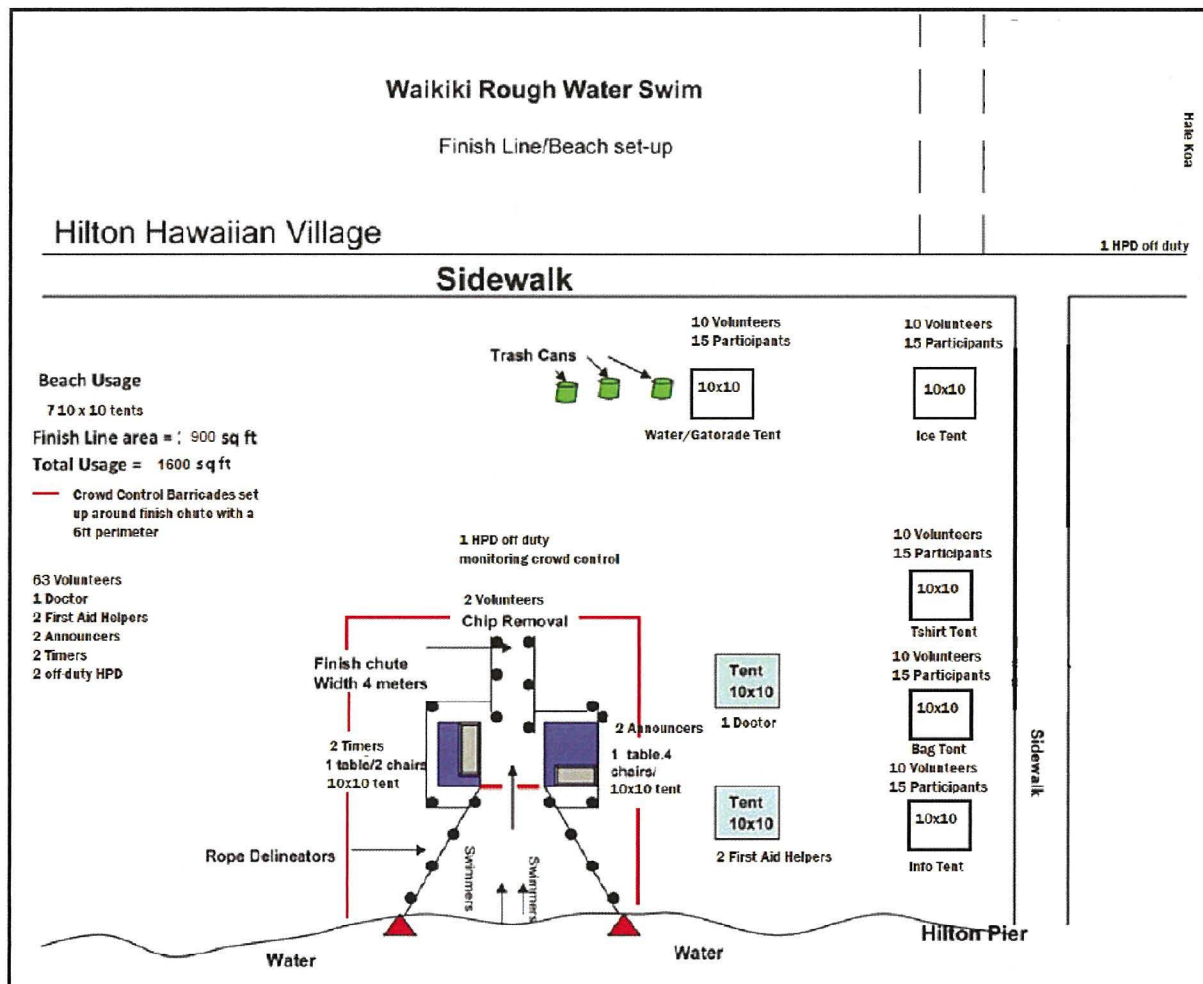 Waikiki Rough Water Swim
Finish Line/Beach set-up
Hale Koa
Hilton Hawaiian Village
1 HPD off duty
Sidewalk
10 Volunteers
15 Participants
10 Volunteers
15 Participants
Trash Cans
10x10
10x10
Water/Gatorade Tent
Ice Tent
Beach Usage
7 10 x 10 tents
Finish Line area = : 900 sq ft
Total Usage = 1600 sq ft
Crowd Control Barricades set
up around finish chute with a
6ft perimeter
63 Volunteers
1 Doctor
2 First Aid Helpers
2 Announcers
2 Timers
2 off-duty HPD
1 HPD off duty
monitoring crowd control
2 Volunteers
Chip Removal
Finish chute
Width 4 meters
2 Timers
1 table/2 chairs
10x10 tent
2 Announcers
1 table.4
chairs/
10x10 tent
Rope Delineators
Swimmers
Swimmers
Tent
10x10
1 Doctor
Tent
10x10
2 First Aid Helpers
10 Volunteers
15 Participants
10x10
Tshirt Tent
10 Volunteers
15 Participants
10x10
Bag Tent
10 Volunteers
15 Participants
10x10
Info Tent
Sidewalk
Hilton Pier
Water
Water